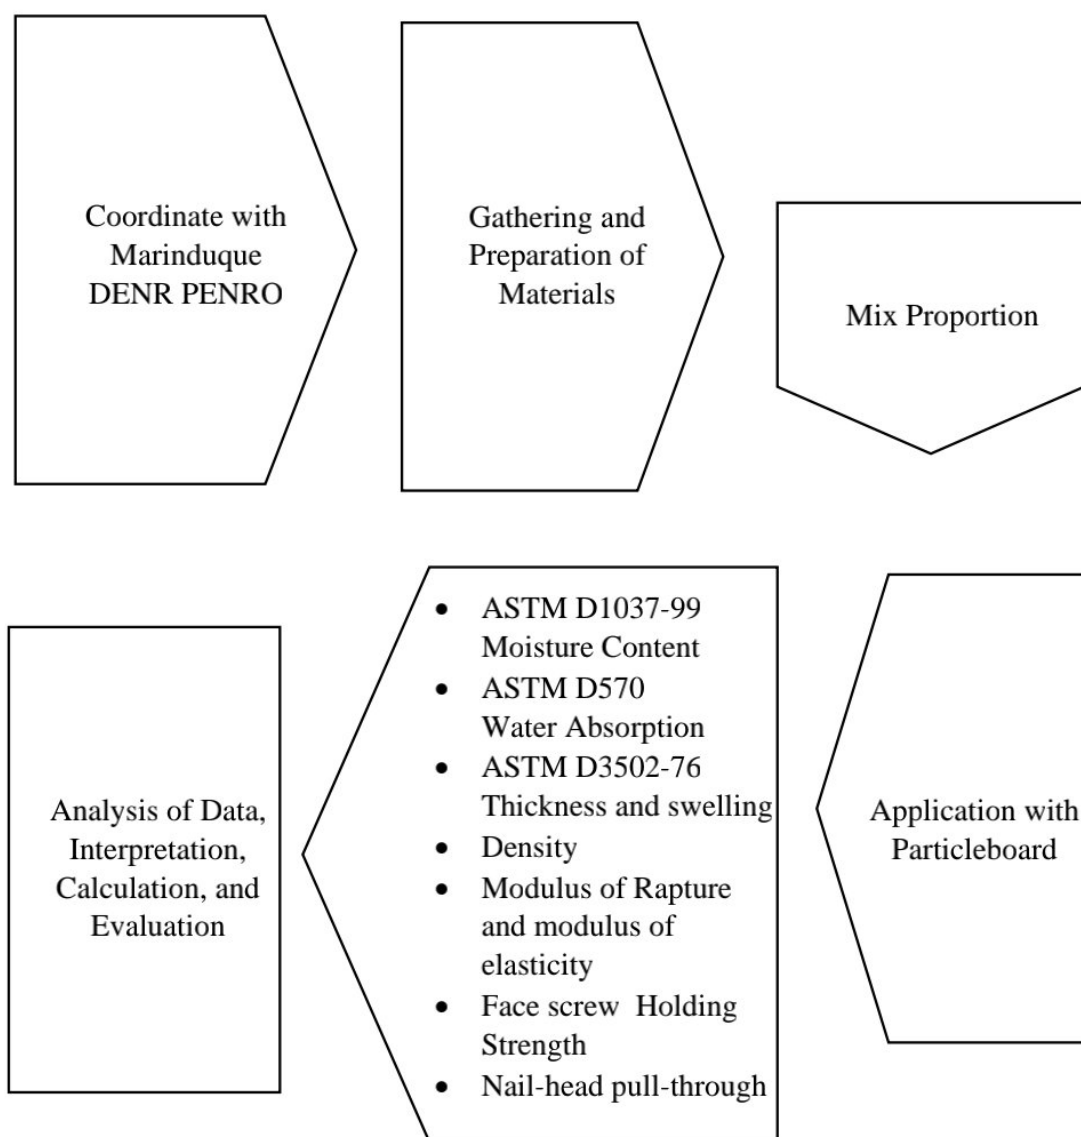 Coordinate with
Marinduque
DENR PENRO
Gathering and
Preparation of
Materials
Mix Proportion
Application with
Particleboard
• ASTM D1037-99
Moisture Content
• ASTM D570
Water Absorption
• ASTM D3502-76
Thickness and swelling
• Density
• Modulus of Rapture
and modulus of
elasticity
• Face screw  Holding
Strength
• Nail-head pull-through
Analysis of Data,
Interpretation,
Calculation, and
Evaluation